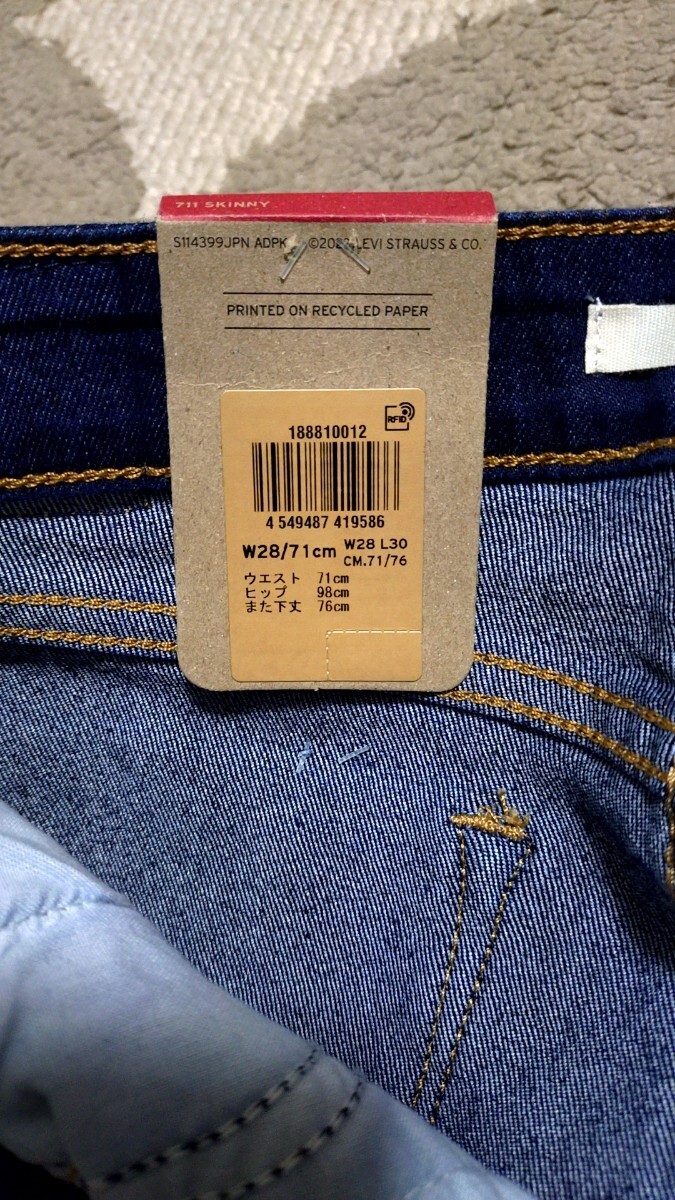 711 SKINNY
S114399JPN ADPK ©2022 LEVI STRAUSS & CO.
PRINTED ON RECYCLED PAPER
RFID
188810012
4 549487 419586
W28/71cm W28 L30
CM.71/76
ウエスト 71cm
ヒップ 98cm
また下丈 76cm